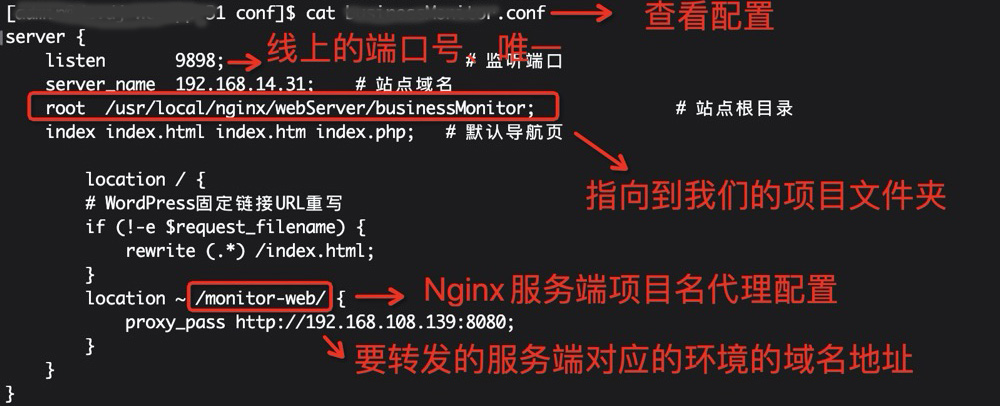 conf]$ cat .conf 查看配置
server {
listen 9898; 线上的端口号、唯一 # 监听端口
server_name 192.168.14.31; # 站点域名
root /usr/local/nginx/webServer/businessMonitor; # 站点根目录
index index.html index.htm index.php; # 默认导航页
指向到我们的项目文件夹
location / {
# WordPress固定链接URL重写
if (!-e $request_filename) {
rewrite (.*) /index.html;
}
location ~ /monitor-web/ { Nginx服务端项目名代理配置
proxy_pass http://192.168.108.139:8080;
} 要转发的服务端对应的环境的域名地址
}
}